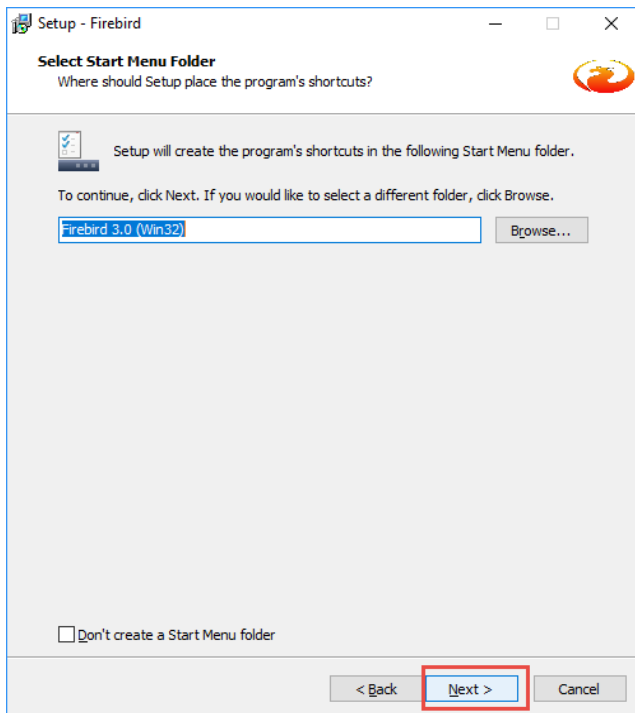 Setup - Firebird
Select Start Menu Folder
Where should Setup place the program's shortcuts?
Setup will create the program's shortcuts in the following Start Menu folder.
To continue, click Next. If you would like to select a different folder, click Browse.
Firebird 3.0 (Win32)
Browse...
Don't create a Start Menu folder
< Back
Next >
Cancel